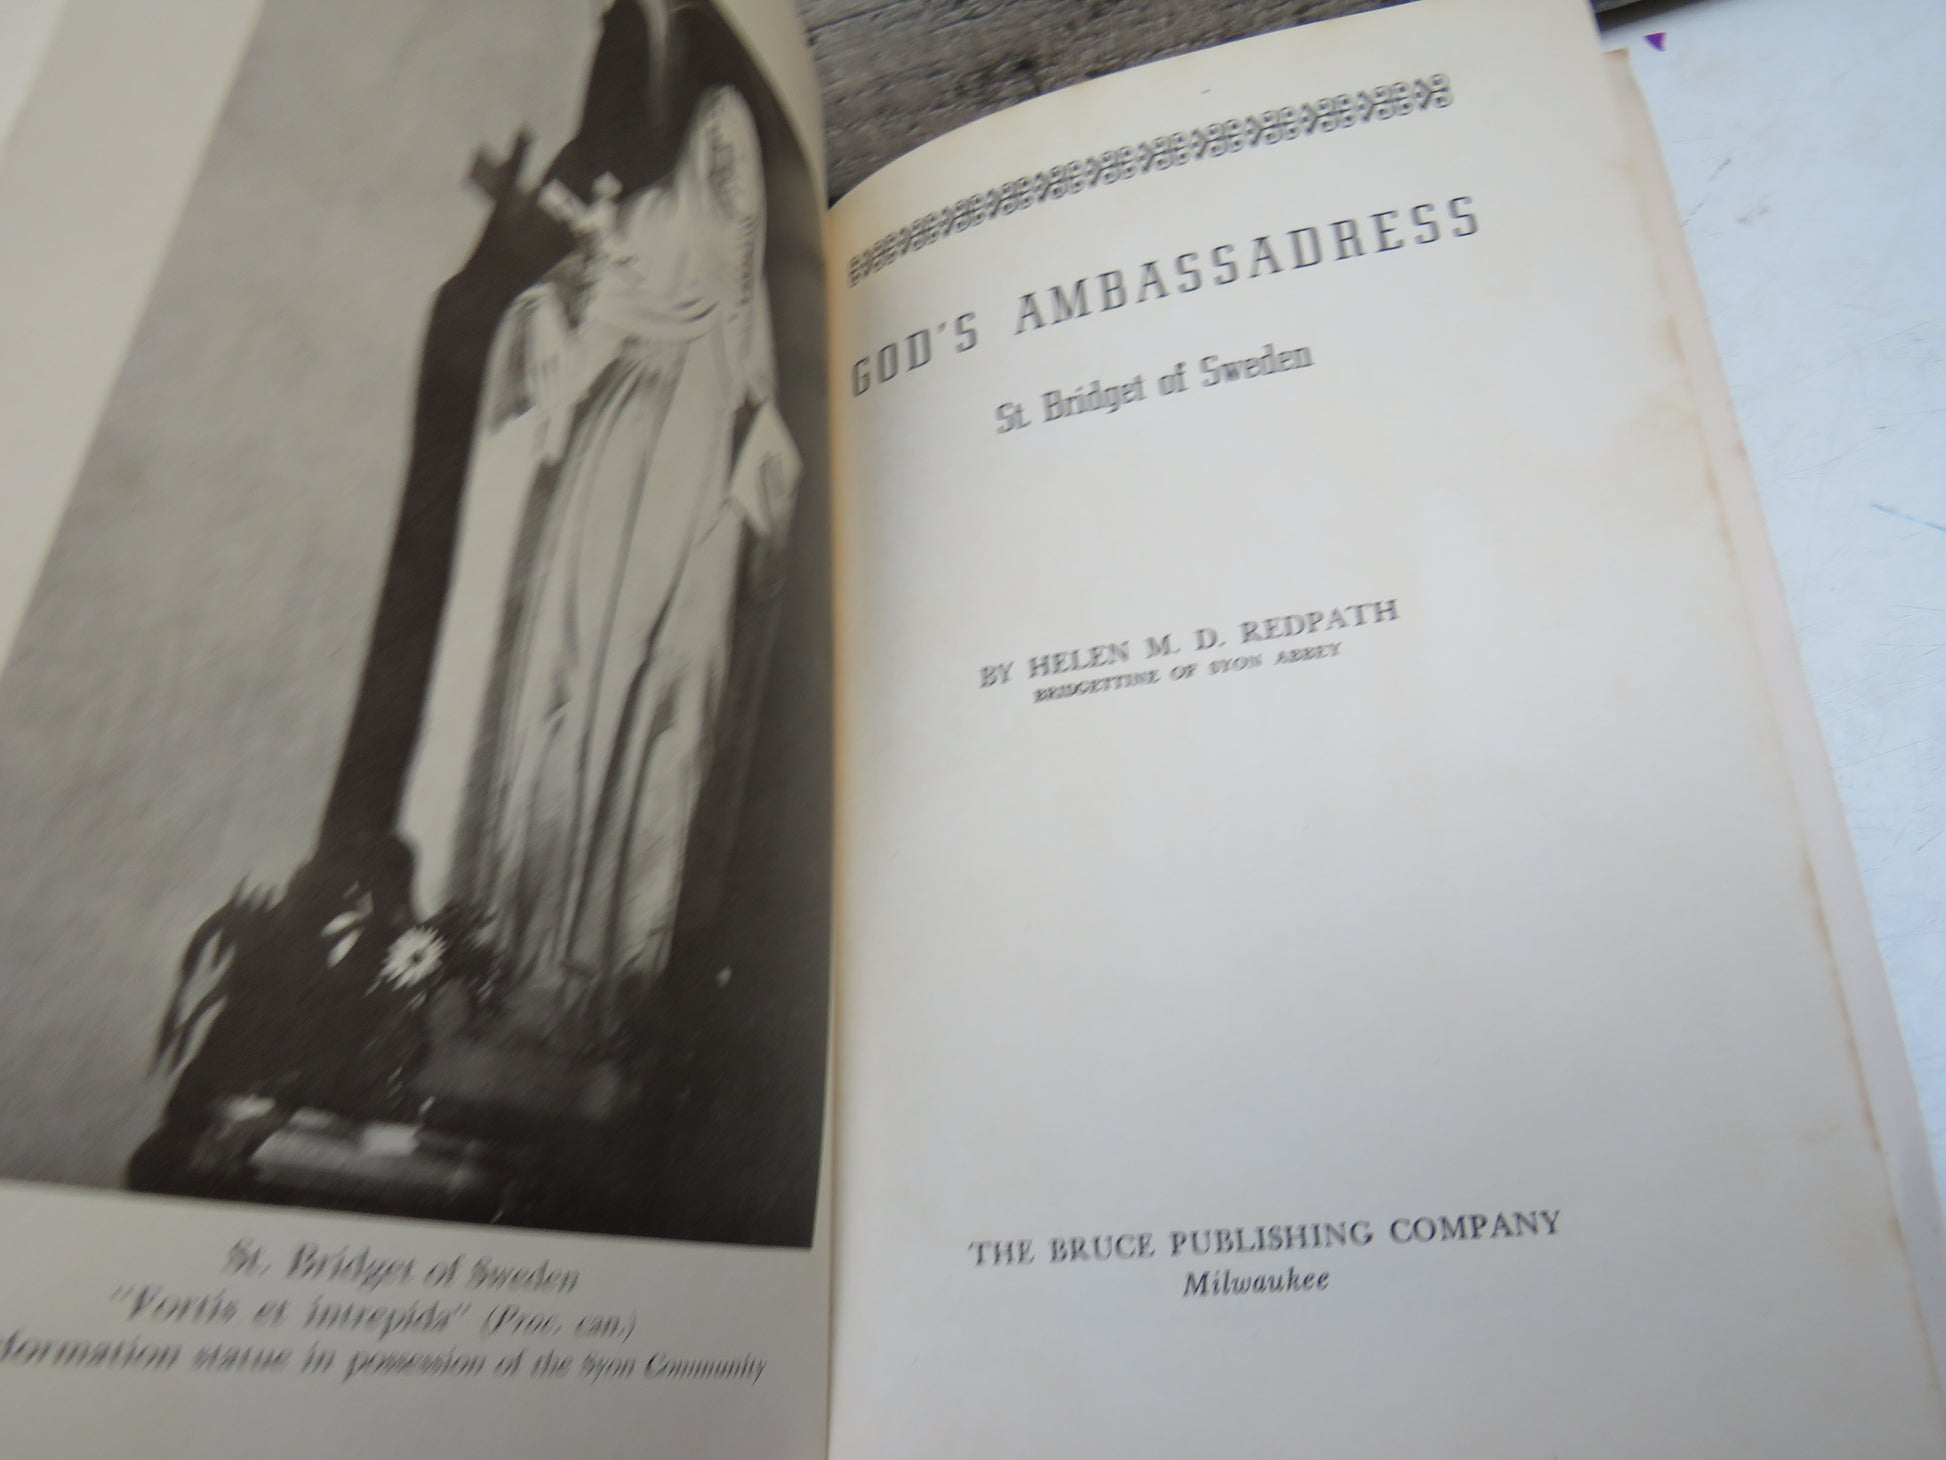 St. Bridget of Sweden
"Fortis et intrepida" (Proc. can.)
formation statue in possession of the Syon Community
GOD'S AMBASSADRESS
St. Bridget of Sweden
BY HELEN M. D. REDPATH
BRIDGETTINE OF SYON ABBEY
THE BRUCE PUBLISHING COMPANY
Milwaukee